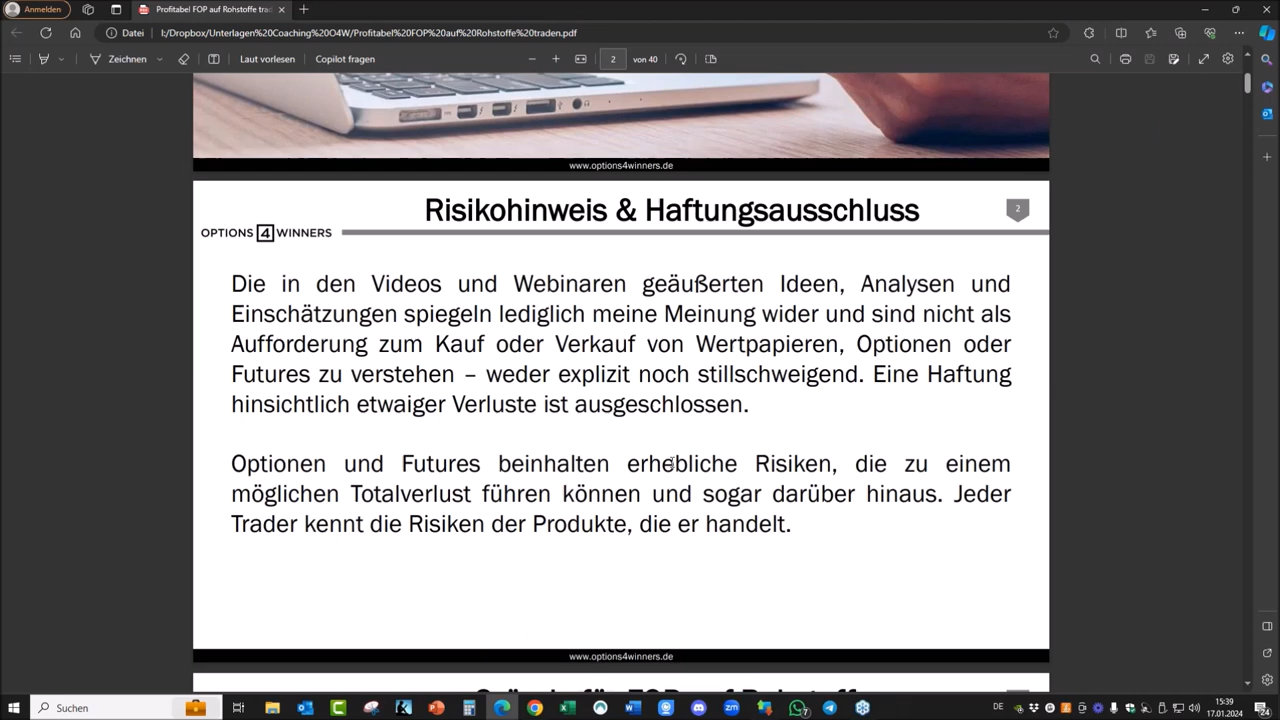 Anmelden
Profitabel FOP auf Rohstoffe trad
Datei
I:/Dropbox/Unterlagen%20Coaching%20O4W/Profitabel%20FOP%20auf%20Rohstoffe%20traden.pdf
Zeichnen
Laut vorlesen
Copilot fragen
2
von 40
www.options4winners.de
Risikohinweis & Haftungsausschluss
2
OPTIONS 4 WINNERS
Die in den Videos und Webinaren geäußerten Ideen, Analysen und
Einschätzungen spiegeln lediglich meine Meinung wider und sind nicht als
Aufforderung zum Kauf oder Verkauf von Wertpapieren, Optionen oder
Futures zu verstehen – weder explizit noch stillschweigend. Eine Haftung
hinsichtlich etwaiger Verluste ist ausgeschlossen.
Optionen und Futures beinhalten erhebliche Risiken, die zu einem
möglichen Totalverlust führen können und sogar darüber hinaus. Jeder
Trader kennt die Risiken der Produkte, die er handelt.
www.options4winners.de
Suchen
7
DE
15:39
17.01.2024
24